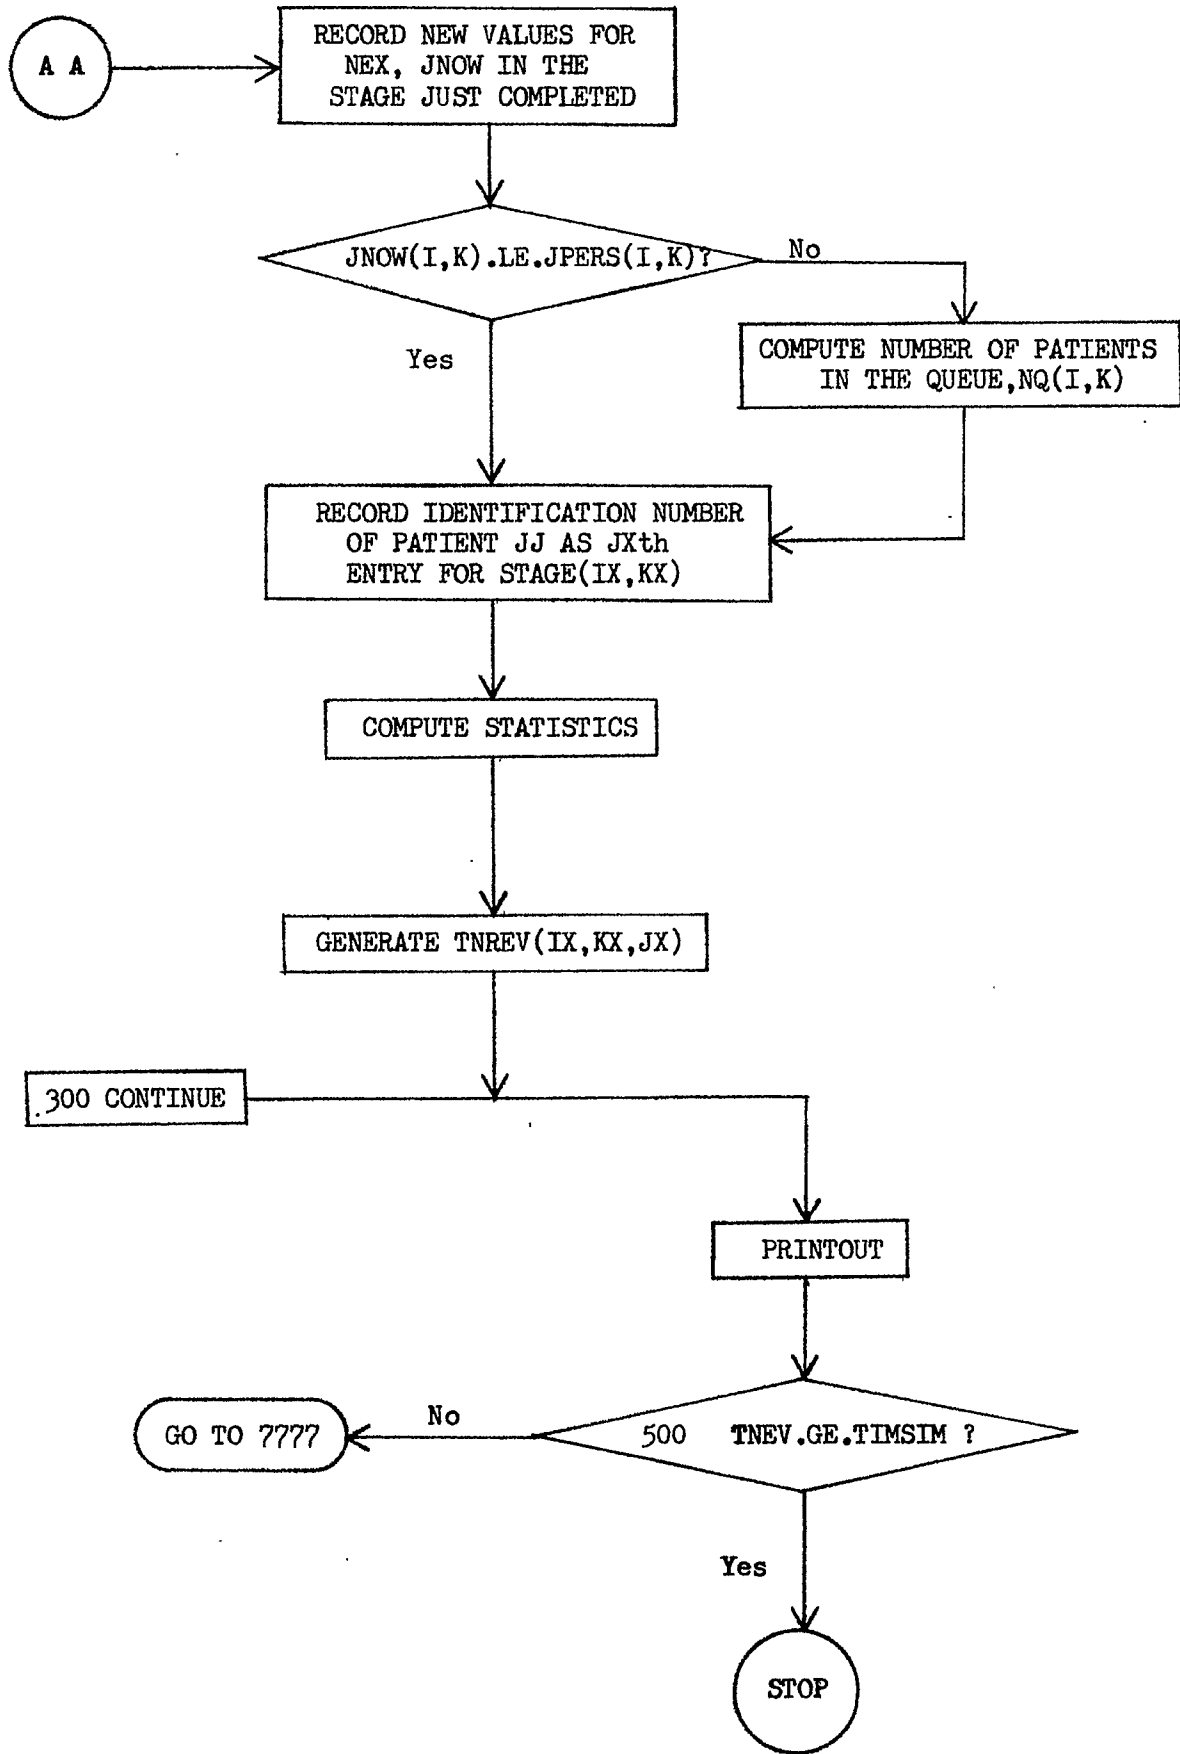 A A
RECORD NEW VALUES FOR
NEX, JNOW IN THE
STAGE JUST COMPLETED
JNOW(I,K).LE.JPERS(I,K)?
No
Yes
COMPUTE NUMBER OF PATIENTS
IN THE QUEUE,NQ(I,K)
RECORD IDENTIFICATION NUMBER
OF PATIENT JJ AS JXth
ENTRY FOR STAGE(IX,KX)
COMPUTE STATISTICS
GENERATE TNREV(IX,KX,JX)
300 CONTINUE
PRINTOUT
500 TNEV.GE.TIMSIM ?
No
GO TO 7777
Yes
STOP